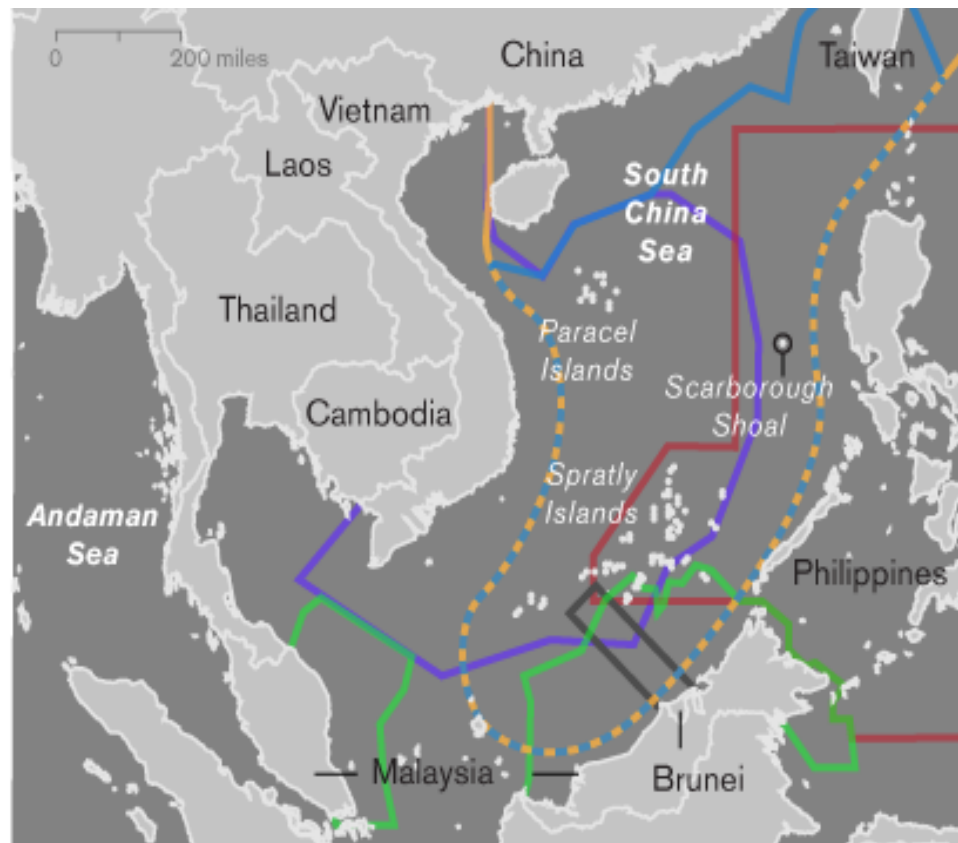 0 200 miles
China
Taiwan
Vietnam
Laos
South
China
Sea
Thailand
Paracel
Islands
Scarborough
Shoal
Cambodia
Spratly
Islands
Andaman
Sea
Philippines
Malaysia
Brunei